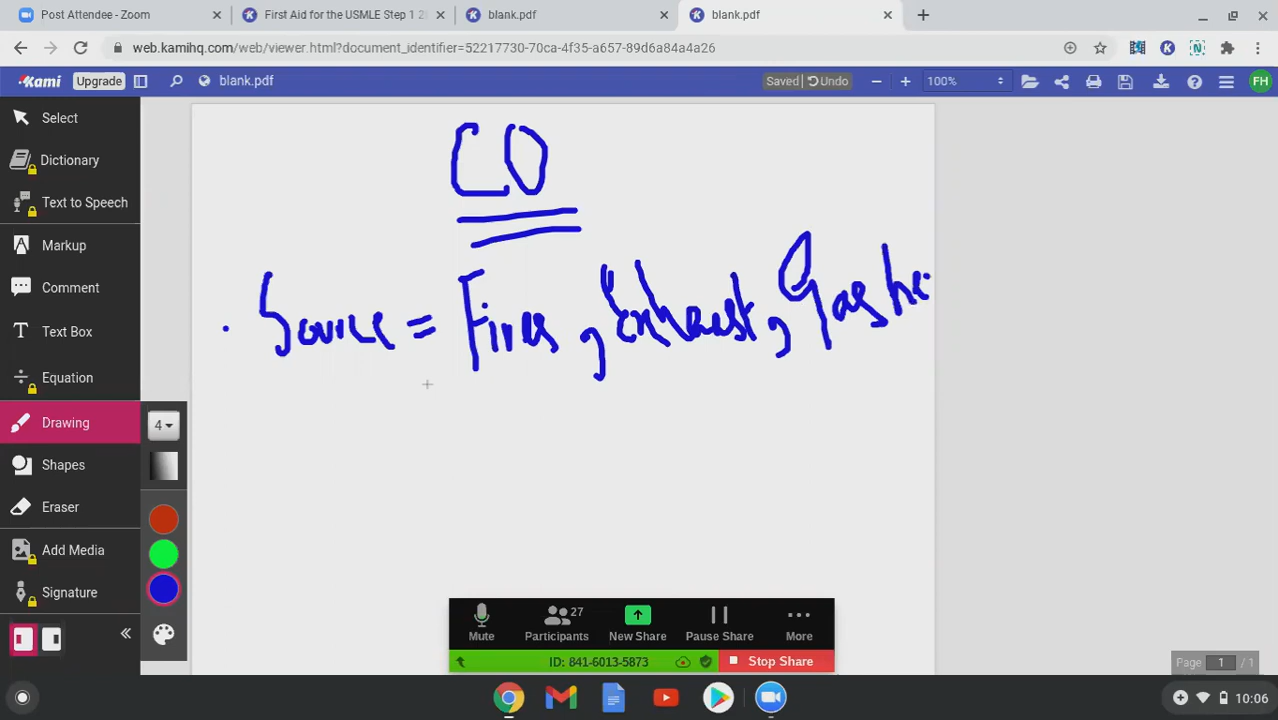 Post Attendee - Zoom
First Aid for the USMLE Step 1 2
blank.pdf
blank.pdf
web.kamihq.com/web/viewer.html?document_identifier=52217730-70ca-4f35-a657-89d6a84a4a26
Kami
Upgrade
blank.pdf
Saved
Undo
100%
FH
Select
Dictionary
Text to Speech
Markup
Comment
Text Box
Equation
Drawing
Shapes
Eraser
Add Media
Signature
4
CO
. Source = Fires, Exhaust, Gas he
Mute
Participants 27
New Share
Pause Share
More
ID: 841-6013-5873
Stop Share
Page 1 / 1
10:06